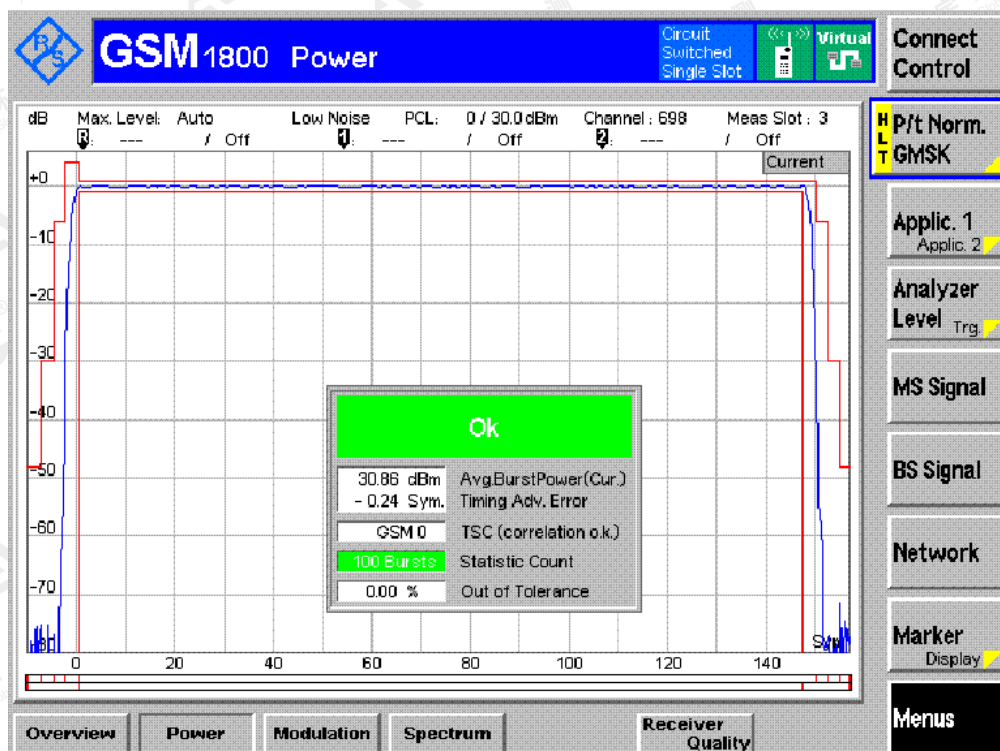 R/S
GSM 1800 Power
Circuit
Switched
Single Slot
Virtual
Connect
Control
dB Max. Level: Auto Low Noise PCL: 0 / 30.0 dBm Channel : 698 Meas Slot : 3
R: --- / Off 1: --- / Off 2: --- / Off
HLT
P/t Norm.
GMSK
Current
+0
-10
-20
-30
-40
-50
-60
-70
-80
Ok
30.86 dBm Avg.BurstPower(Cur.)
- 0.24 Sym. Timing Adv. Error
GSM 0 TSC (correlation o.k.)
100 Bursts Statistic Count
0.00 % Out of Tolerance
Sym
0 20 40 60 80 100 120 140
Applic. 1
Applic. 2
Analyzer
Level Trg.
MS Signal
BS Signal
Network
Marker
Display
Menus
Overview Power Modulation Spectrum Receiver
Quality